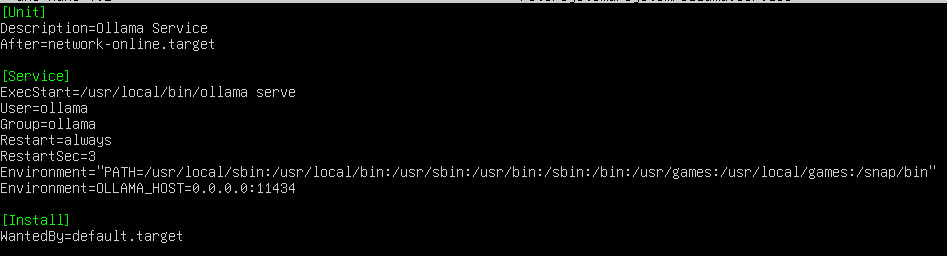 [Unit]
Description=Ollama Service
After=network-online.target
[Service]
ExecStart=/usr/local/bin/ollama serve
User=ollama
Group=ollama
Restart=always
RestartSec=3
Environment="PATH=/usr/local/sbin:/usr/local/bin:/usr/sbin:/usr/bin:/sbin:/bin:/usr/games:/usr/local/games:/snap/bin"
Environment=OLLAMA_HOST=0.0.0.0:11434
[Install]
WantedBy=default.target